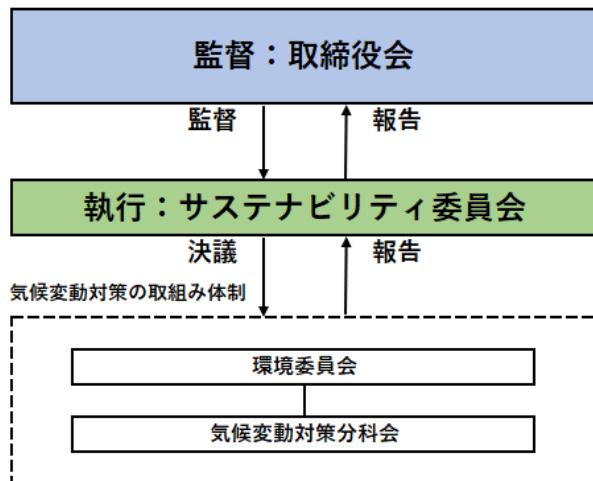 監督：取締役会
監督 報告
執行：サステナビリティ委員会
決議 報告
気候変動対策の取組み体制
環境委員会
気候変動対策分科会